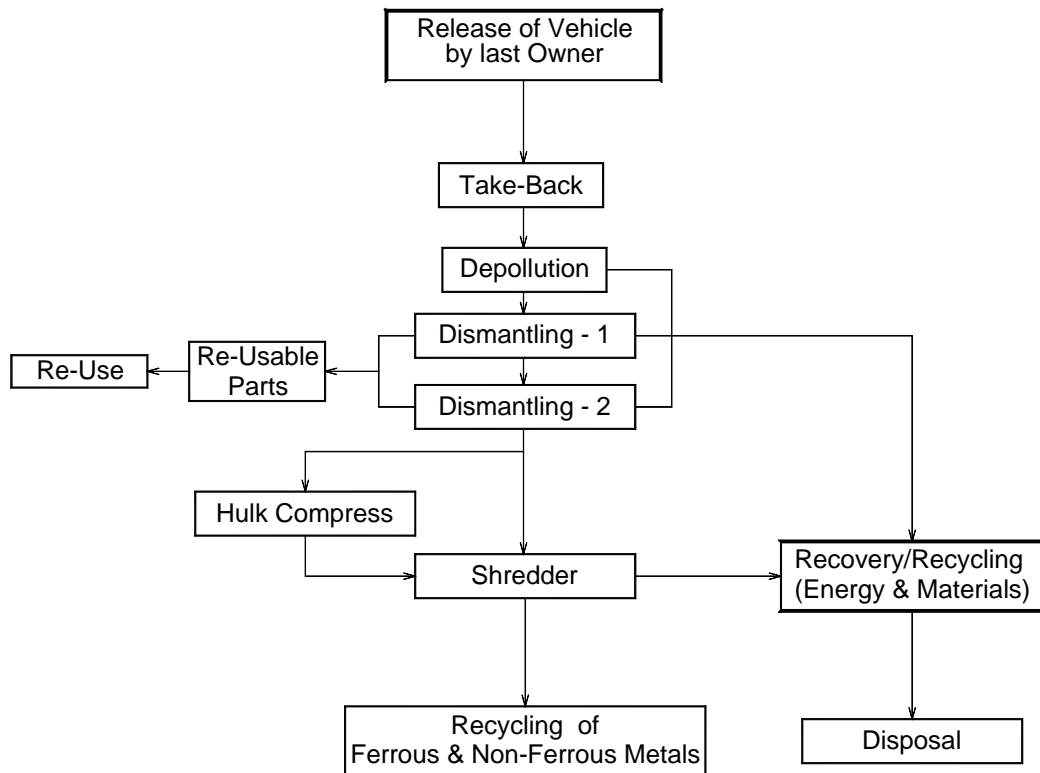 Release of Vehicle
by last Owner
Take-Back
Depollution
Dismantling - 1
Re-Use
Re-Usable
Parts
Dismantling - 2
Hulk Compress
Shredder
Recovery/Recycling
(Energy & Materials)
Recycling of
Ferrous & Non-Ferrous Metals
Disposal